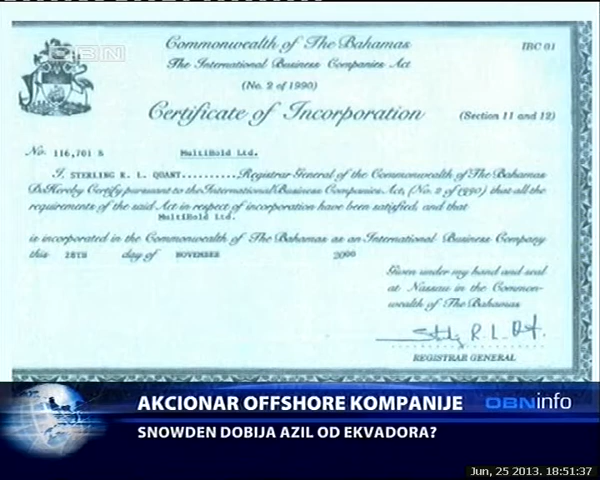 OBN
Commonwealth of The Bahamas
IBC 01
The International Business Companies Act
(No. 2 of 1990)
Certificate of Incorporation (Section 11 and 12)
No. 116,701 B MultiHold Ltd.
I, STERLING R. L. QUANT..........Registrar General of the Commonwealth of The Bahamas
Do Hereby Certify pursuant to the International Business Companies Act, (No. 2 of 1990) that all the
requirements of the said Act in respect of incorporation have been satisfied, and that
MultiHold Ltd.
is incorporated in the Commonwealth of The Bahamas as an International Business Company
this 28TH day of NOVEMBER 2000
Given under my hand and seal
at Nassau in the Common-
wealth of The Bahamas
REGISTRAR GENERAL
AKCIONAR OFFSHORE KOMPANIJE OBNinfo
SNOWDEN DOBIJA AZIL OD EKVADORA?
Jun, 25 2013. 18:51:37